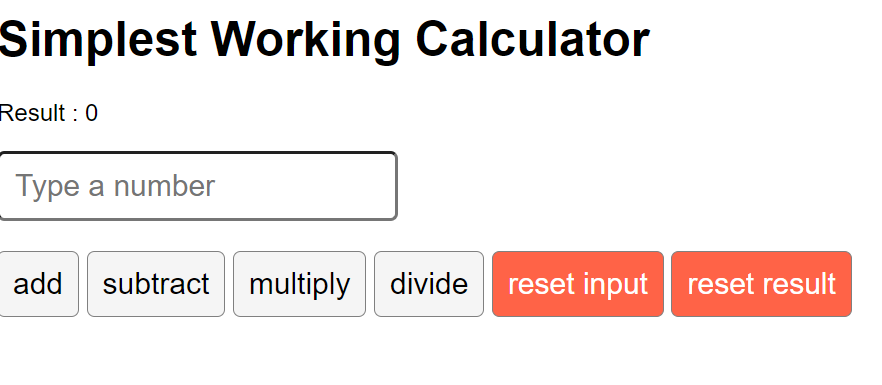 Simplest Working Calculator
Result : 0
Type a number
add subtract multiply divide reset input reset result